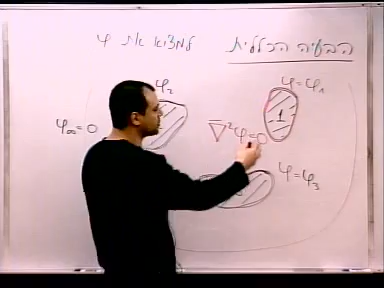 הבעיה הכללית למצוא את φ
φ₂
φ=φ₁
φ∞=0
∇²φ=0
1
φ=φ₃